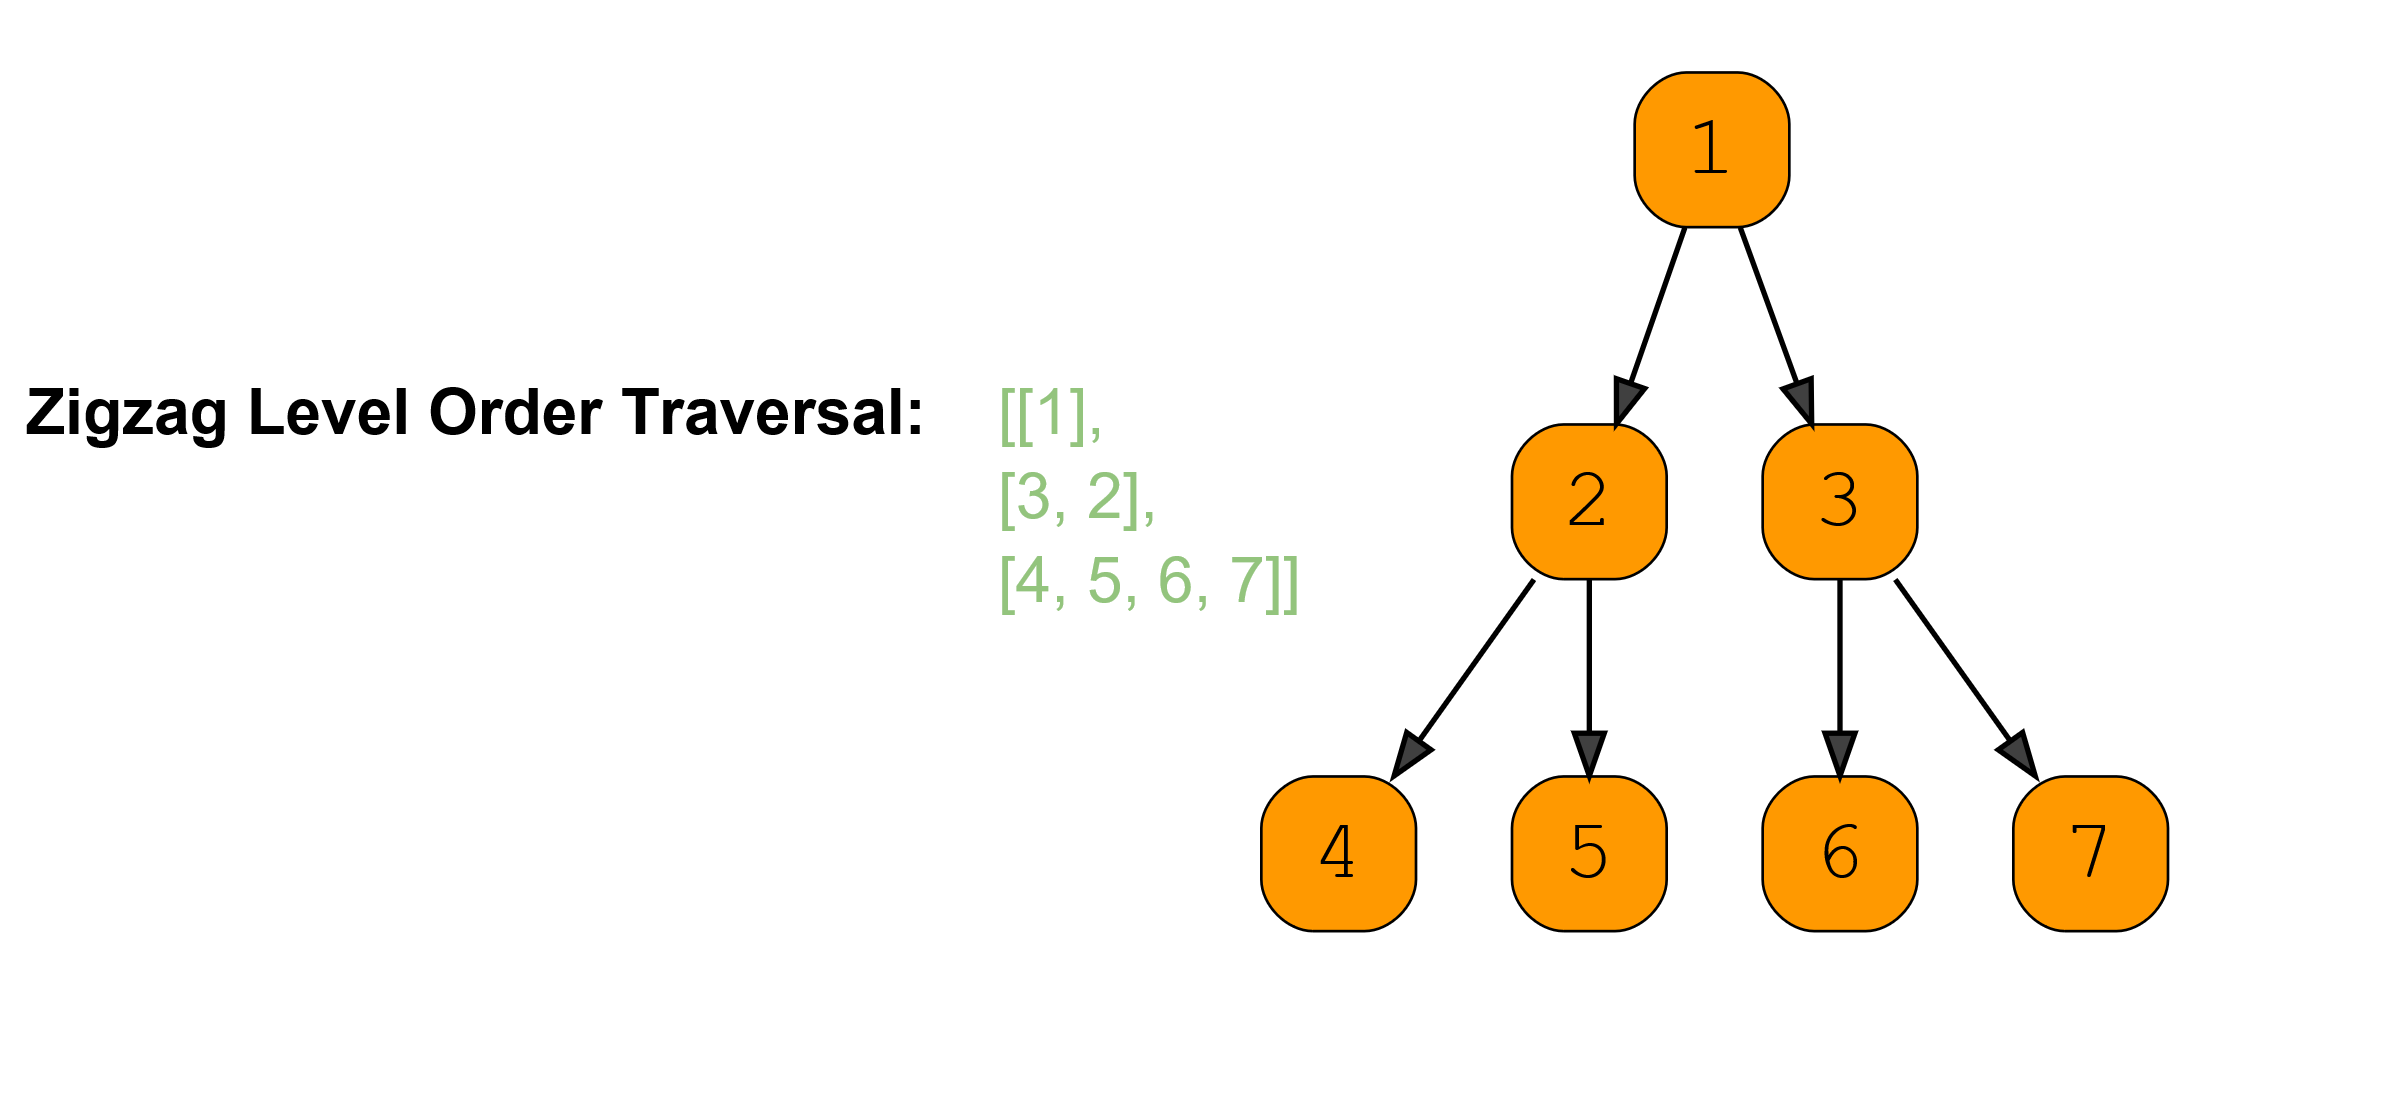 Zigzag Level Order Traversal:
[[1],
[3, 2],
[4, 5, 6, 7]]
1
2 3
4 5 6 7